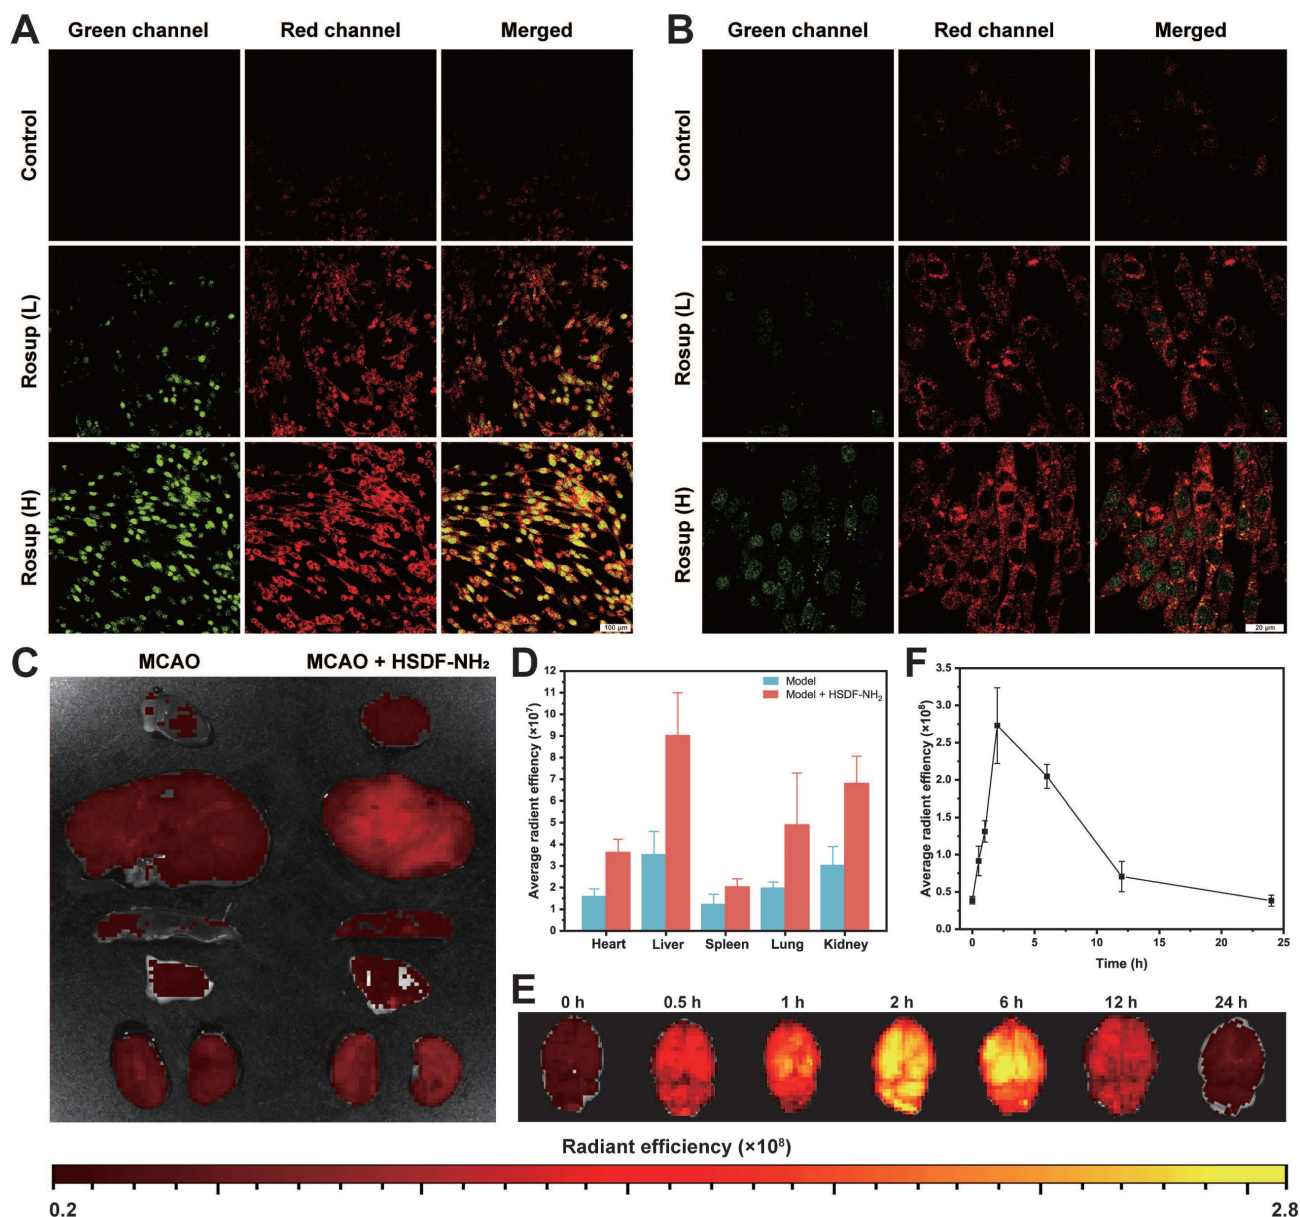 A
Green channel Red channel Merged
Control
Rosup (L)
Rosup (H)
100 μm
B
Green channel Red channel Merged
Control
Rosup (L)
Rosup (H)
20 μm
C
MCAO MCAO + HSDF-NH₂
D
Average radient effiency (×10⁷)
12
11
10
9
8
7
6
5
4
3
2
1
0
Model
Model + HSDF-NH₂
Heart Liver Spleen Lung Kidney
F
Average radient effiency (×10⁸)
3.5
3.0
2.5
2.0
1.5
1.0
0.5
0.0
0 5 10 15 20 25
Time (h)
E
0 h 0.5 h 1 h 2 h 6 h 12 h 24 h
Radiant efficiency (×10⁸)
0.2 2.8